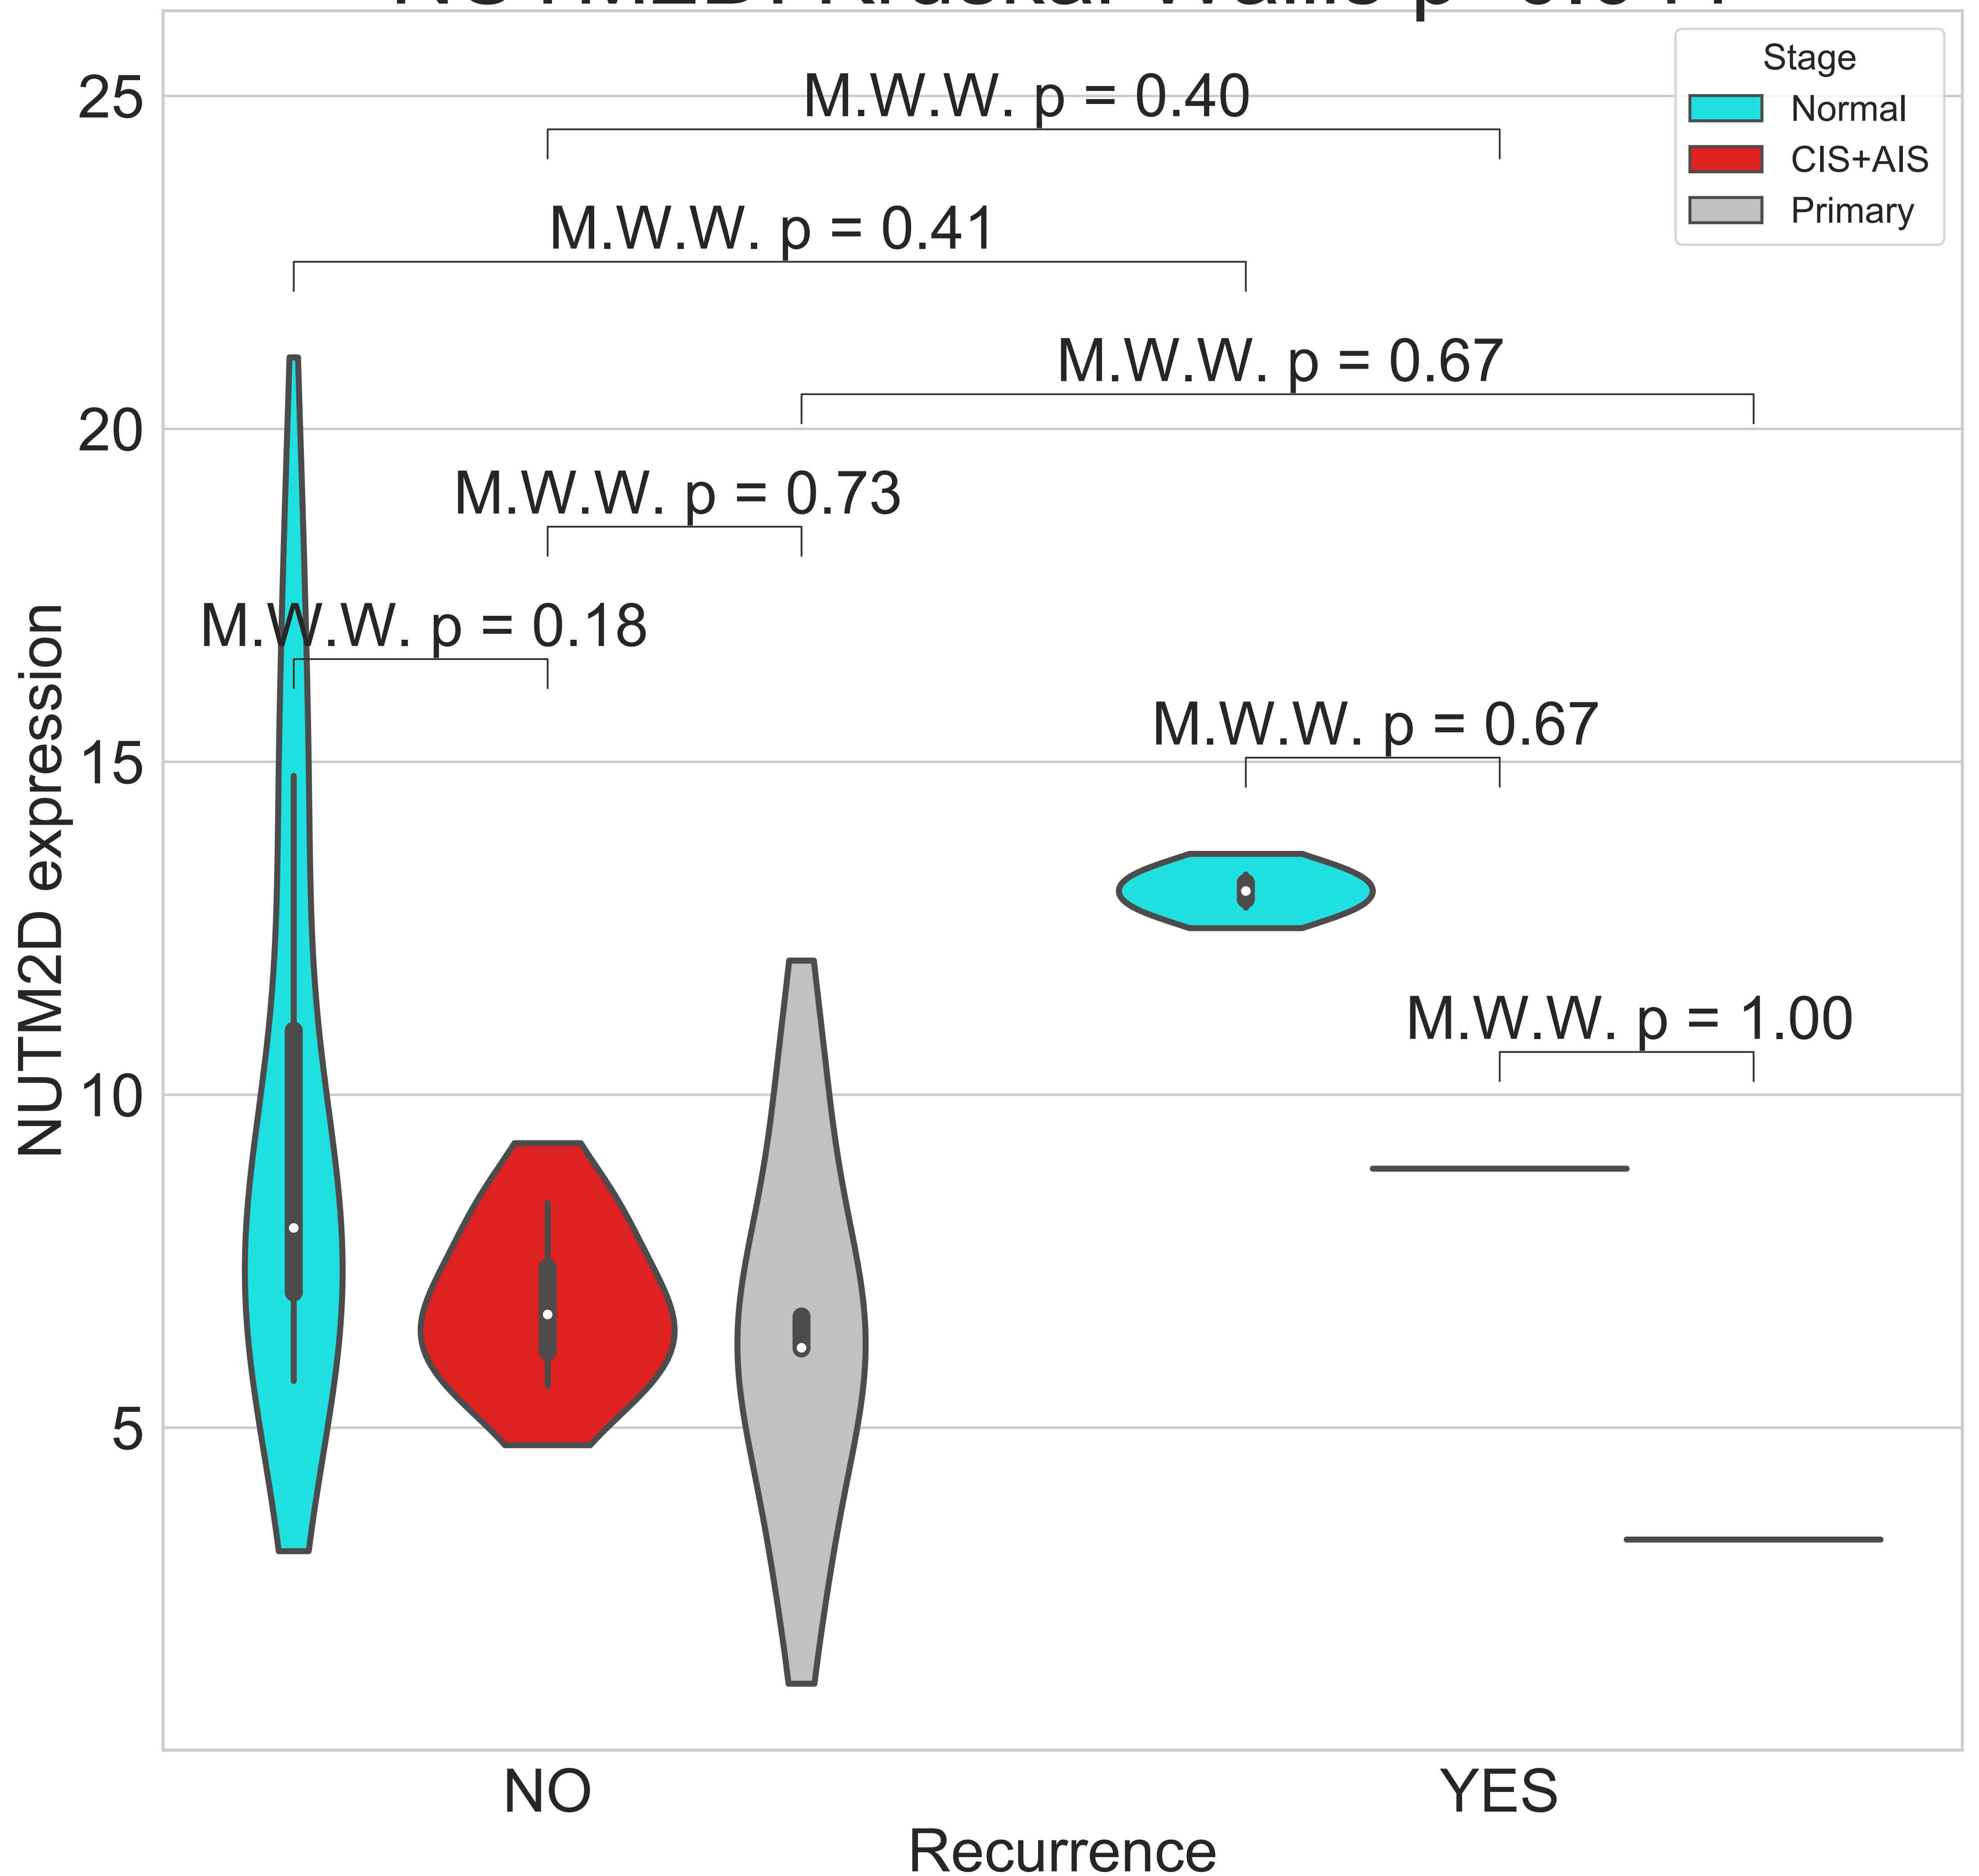 Stage
Normal
CIS+AIS
Primary
M.W.W. p = 0.40
M.W.W. p = 0.41
M.W.W. p = 0.67
M.W.W. p = 0.73
M.W.W. p = 0.18
M.W.W. p = 0.67
M.W.W. p = 1.00
25
20
15
10
5
NUTM2D expression
NO
YES
Recurrence